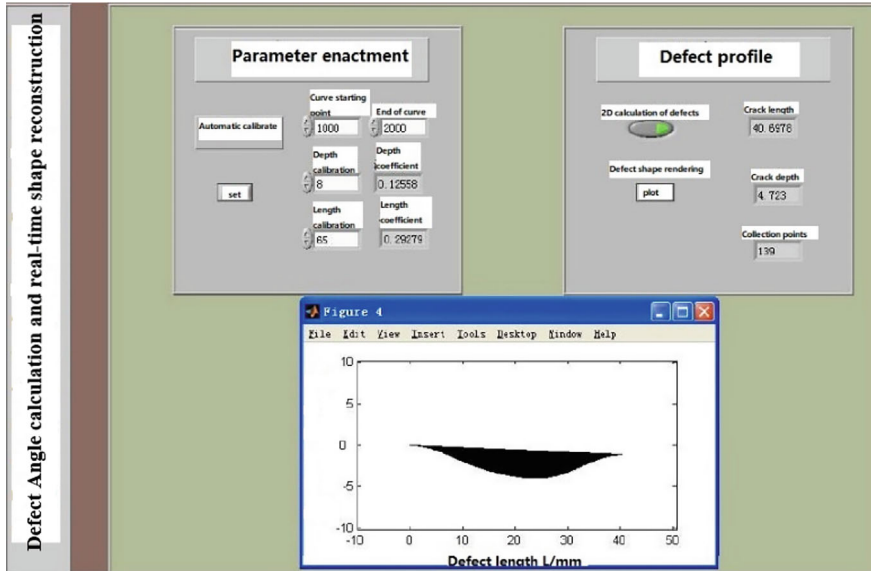 Defect Angle calculation and real-time shape reconstruction
Parameter enactment
Automatic calibrate
set
Curve starting
point
1000
End of curve
2000
Depth
calibration
8
Depth
coefficient
0.12558
Length
calibration
65
Length
coefficient
0.29279
Defect profile
2D calculation of defects
Crack length
40.6978
Defect shape rendering
plot
Crack depth
4.723
Collection points
139
Figure 4
File Edit View Insert Tools Desktop Window Help
10
5
0
-5
-10
-10 0 10 20 30 40 50
Defect length L/mm